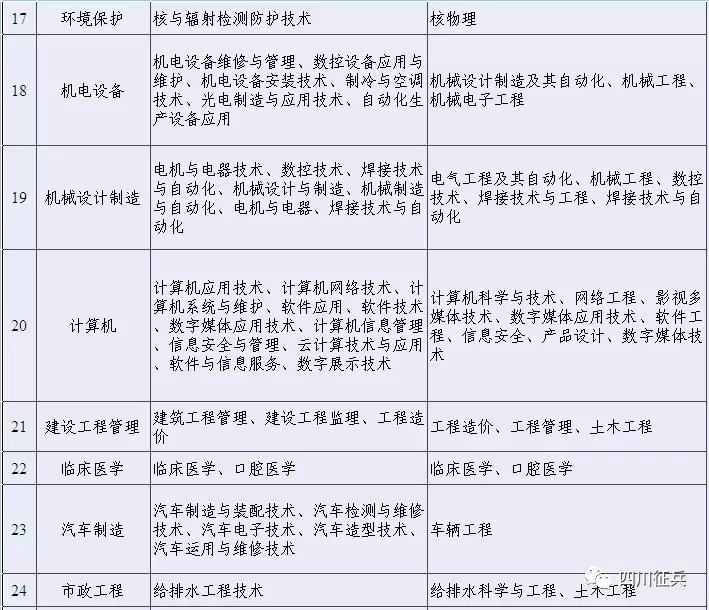 17 环境保护 核与辐射检测防护技术 核物理
18 机电设备
机电设备维修与管理、数控设备应用与
维护、机电设备安装技术、制冷与空调
技术、光电制造与应用技术、自动化生
产设备应用
机械设计制造及其自动化、机械工程、
机械电子工程
19 机械设计制造
电机与电器技术、数控技术、焊接技术
与自动化、机械设计与制造、机械制造
与自动化、电机与电器、焊接技术与自
动化
电气工程及其自动化、机械工程、数控
技术、焊接技术与工程、焊接技术与自
动化
20 计算机
计算机应用技术、计算机网络技术、计
算机系统与维护、软件应用、软件技术
、数字媒体应用技术、计算机信息管理
、信息安全与管理、云计算技术与应用
、软件与信息服务、数字展示技术
计算机科学与技术、网络工程、影视多
媒体技术、数字媒体应用技术、软件工
程、信息安全、产品设计、数字媒体技
术
21 建设工程管理
建筑工程管理、建设工程监理、工程造
价
工程造价、工程管理、土木工程
22 临床医学 临床医学、口腔医学 临床医学、口腔医学
23 汽车制造
汽车制造与装配技术、汽车检测与维修
技术、汽车电子技术、汽车造型技术、
汽车运用与维修技术
车辆工程
24 市政工程 给排水工程技术 给排水科学与工程、土木工程
四川征兵